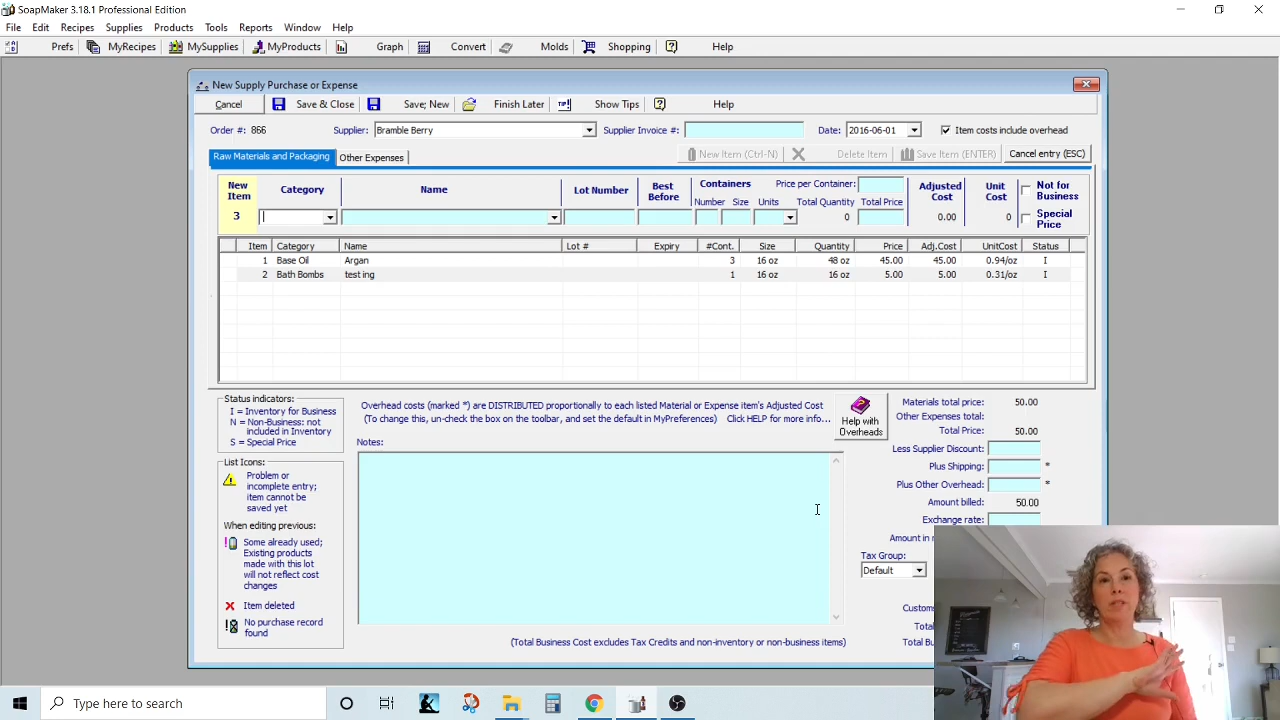 SoapMaker 3.18.1 Professional Edition
File Edit Recipes Supplies Products Tools Reports Window Help
Prefs MyRecipes MySupplies MyProducts Graph Convert Molds Shopping Help
New Supply Purchase or Expense
Cancel Save & Close Save; New Finish Later TIP! Show Tips Help
Order #: 866 Supplier: Bramble Berry Supplier Invoice #: Date: 2016-06-01 Item costs include overhead
Raw Materials and Packaging Other Expenses New Item (Ctrl-N) Delete Item Save Item (ENTER) Cancel entry (ESC)
New Item Category Name Lot Number Best Before Containers Price per Container: Adjusted Cost Unit Cost Not for Business
Number Size Units Total Quantity Total Price
3 0 0.00 0 Special Price
Item Category Name Lot # Expiry #Cont. Size Quantity Price Adj.Cost UnitCost Status
1 Base Oil Argan 3 16 oz 48 oz 45.00 45.00 0.94/oz I
2 Bath Bombs test ing 1 16 oz 16 oz 5.00 5.00 0.31/oz I
Status indicators:
I = Inventory for Business
N = Non-Business: not
included in Inventory
S = Special Price
Overhead costs (marked *) are DISTRIBUTED proportionally to each listed Material or Expense item's Adjusted Cost
(To change this, un-check the box on the toolbar, and set the default in MyPreferences) Click HELP for more info...
Help with
Overheads
Materials total price: 50.00
Other Expenses total:
Total Price: 50.00
Less Supplier Discount:
Plus Shipping: *
Plus Other Overhead: *
Amount billed: 50.00
Exchange rate:
Amount in
Tax Group:
Default
Customs
Notes:
List Icons:
Problem or
incomplete entry;
item cannot be
saved yet
When editing previous:
Some already used;
Existing products
made with this lot
will not reflect cost
changes
Item deleted
No purchase record
found
(Total Business Cost excludes Tax Credits and non-inventory or non-business items)
Type here to search